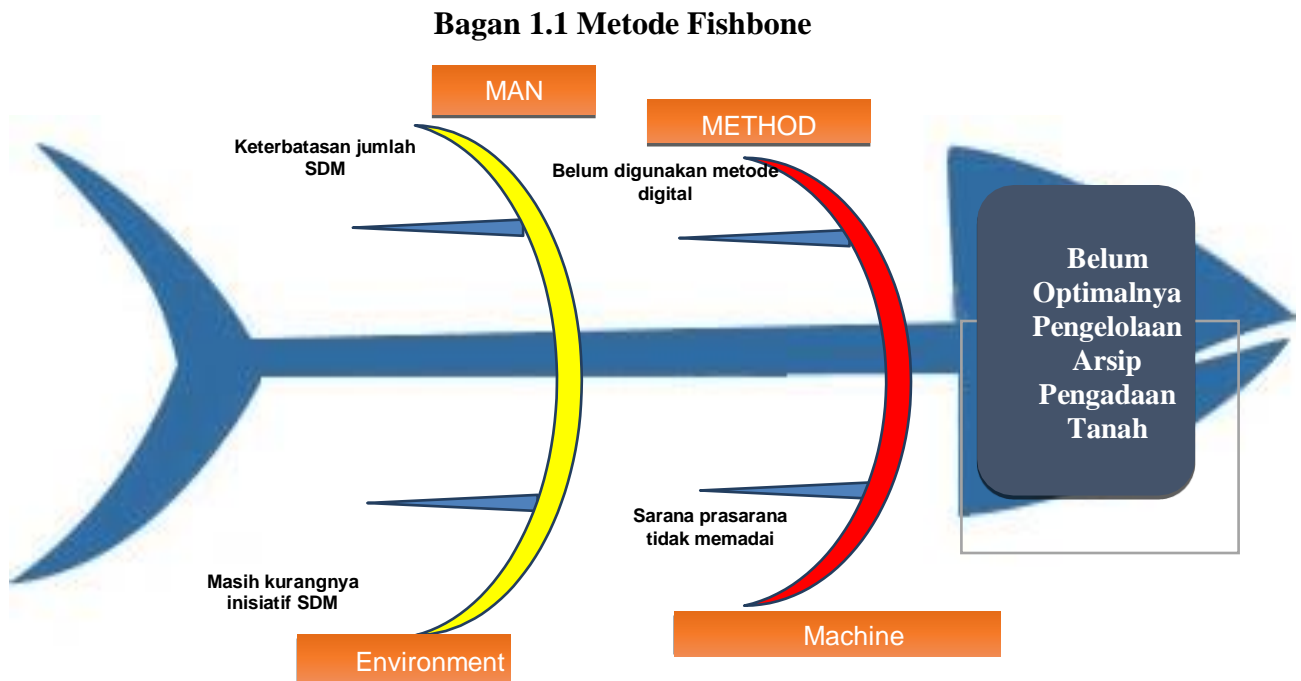 Bagan 1.1 Metode Fishbone
MAN
METHOD
Keterbatasan jumlah
SDM
Belum digunakan metode
digital
Belum
Optimalnya
Pengelolaan
Arsip
Pengadaan
Tanah
Sarana prasarana
tidak memadai
Masih kurangnya
inisiatif SDM
Machine
Environment